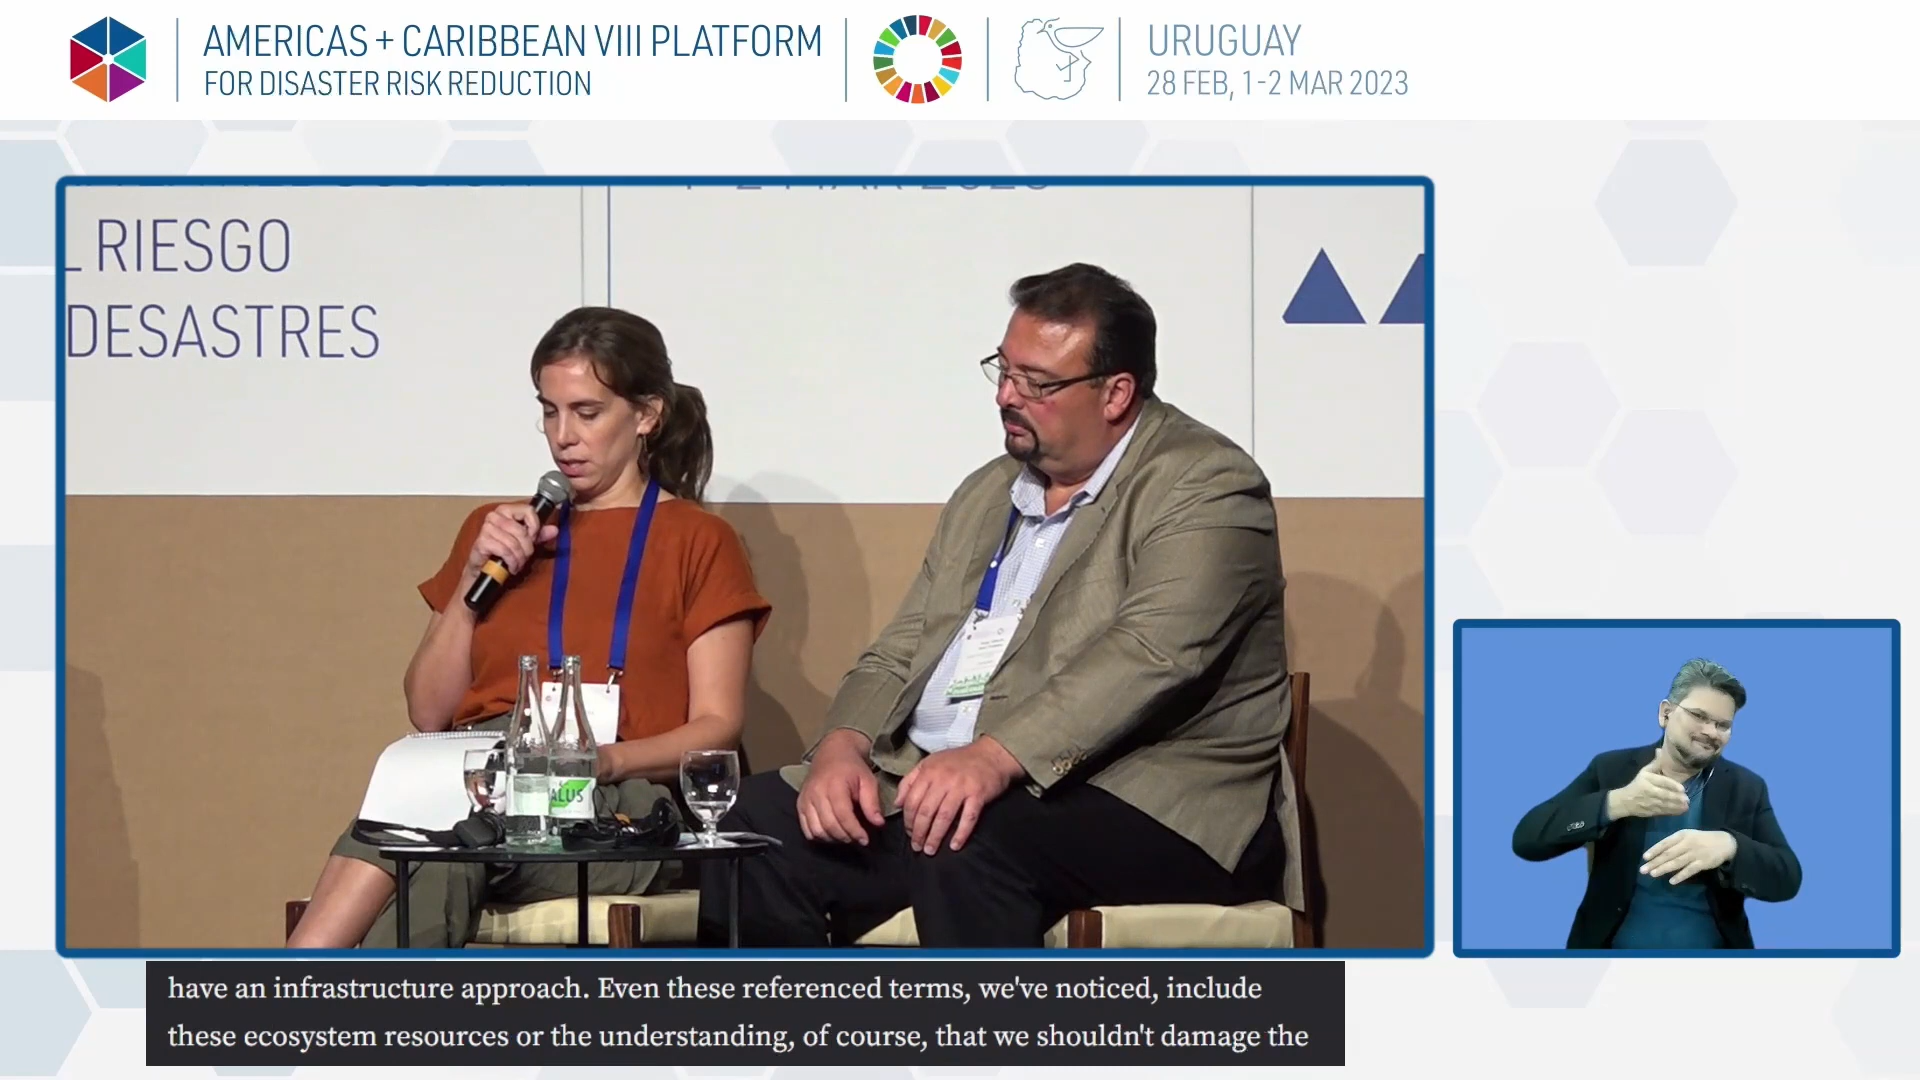 AMERICAS + CARIBBEAN VIII PLATFORM
FOR DISASTER RISK REDUCTION
URUGUAY
28 FEB, 1-2 MAR 2023
L RIESGO
DESASTRES
ALUS
have an infrastructure approach. Even these referenced terms, we've noticed, include
these ecosystem resources or the understanding, of course, that we shouldn't damage the